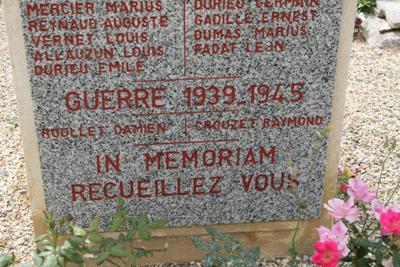 MERCIER MARIUS DURIEU GERMAIN
REYNAUD AUGUSTE GADILLE ERNEST
VERNET LOUIS DUMAS MARIUS
ALLAUZUN LOUIS FADAT LEON
DURIEU EMILE
GUERRE 1939-1945
ROULLET DAMIEN CROUZET RAYMOND
IN MEMORIAM
RECUEILLEZ VOUS